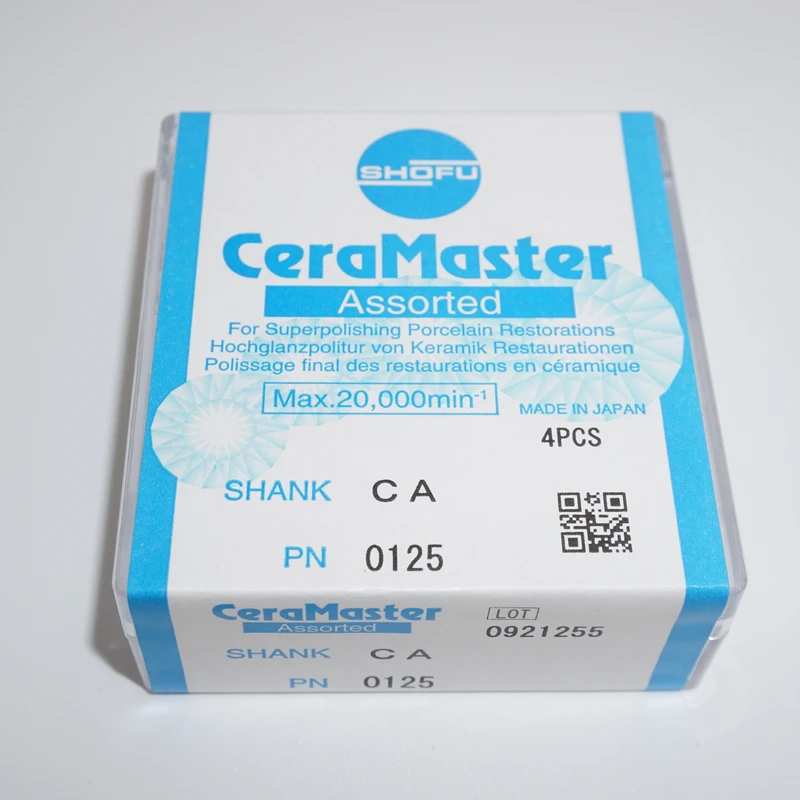 SHOFU
CeraMaster
Assorted
For Superpolishing Porcelain Restorations
Hochglanzpolitur von Keramik Restaurationen
Polissage final des restaurations en céramique
Max.20,000min⁻¹
MADE IN JAPAN
4PCS
SHANK CA
PN 0125
CeraMaster
Assorted
LOT
0921255
SHANK CA
PN 0125